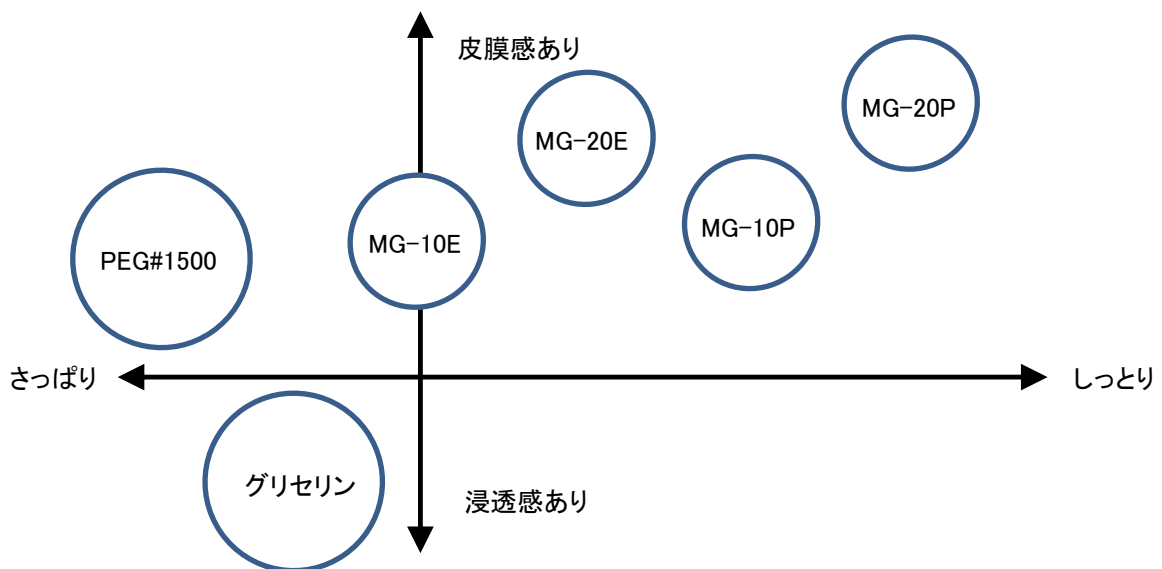 皮膜感あり
MG-20P
MG-20E
MG-10P
MG-10E
PEG#1500
さっぱり
しっとり
グリセリン
浸透感あり